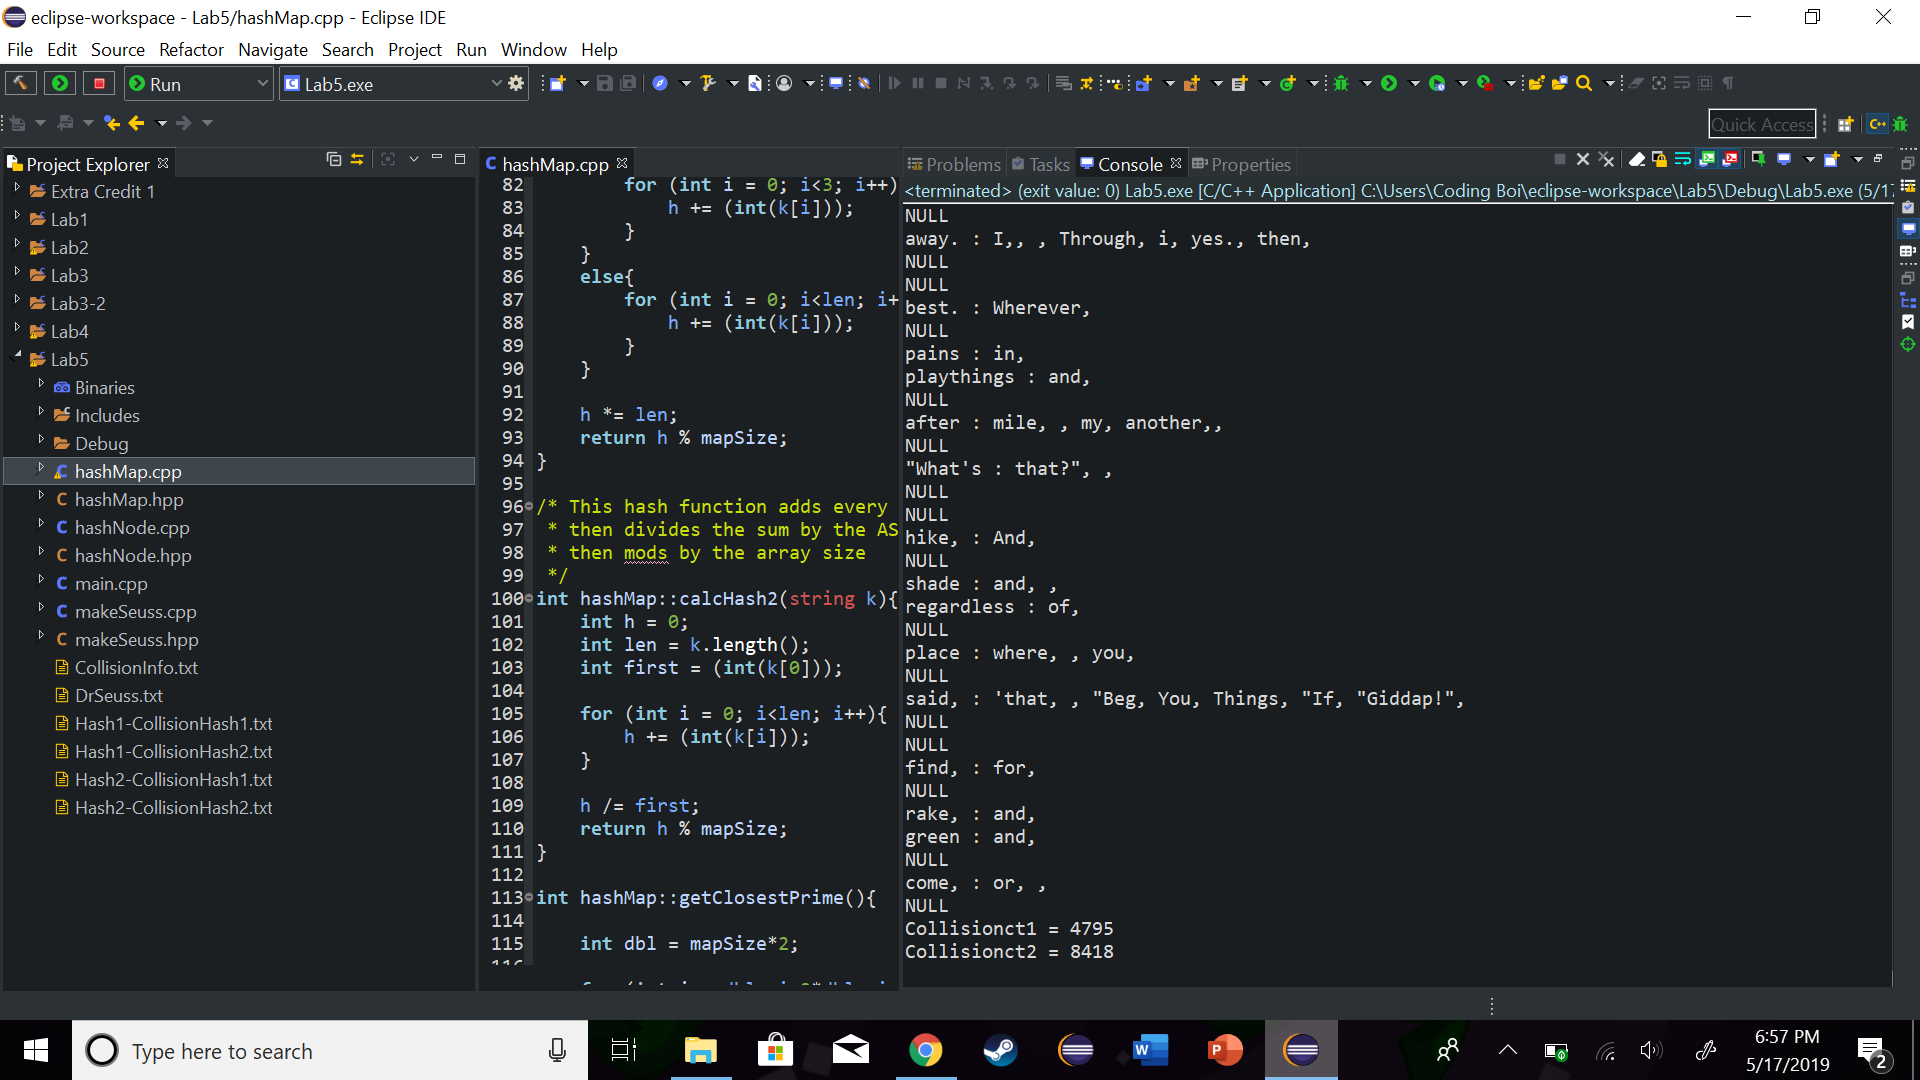 eclipse-workspace - Lab5/hashMap.cpp - Eclipse IDE
File Edit Source Refactor Navigate Search Project Run Window Help
Run
Lab5.exe
Quick Access
Project Explorer
Extra Credit 1
Lab1
Lab2
Lab3
Lab3-2
Lab4
Lab5
Binaries
Includes
Debug
hashMap.cpp
hashMap.hpp
hashNode.cpp
hashNode.hpp
main.cpp
makeSeuss.cpp
makeSeuss.hpp
CollisionInfo.txt
DrSeuss.txt
Hash1-CollisionHash1.txt
Hash1-CollisionHash2.txt
Hash2-CollisionHash1.txt
Hash2-CollisionHash2.txt
hashMap.cpp
82 for (int i = 0; i<3; i++)
83 h += (int(k[i]));
84 }
85 }
86 else{
87 for (int i = 0; i<len; i+
88 h += (int(k[i]));
89 }
90 }
91
92 h *= len;
93 return h % mapSize;
94 }
95
96 /* This hash function adds every
97 * then divides the sum by the AS
98 * then mods by the array size
99 */
100 int hashMap::calcHash2(string k){
101 int h = 0;
102 int len = k.length();
103 int first = (int(k[0]));
104
105 for (int i = 0; i<len; i++){
106 h += (int(k[i]));
107 }
108
109 h /= first;
110 return h % mapSize;
111 }
112
113 int hashMap::getClosestPrime(){
114
115 int dbl = mapSize*2;
Problems Tasks Console Properties
<terminated> (exit value: 0) Lab5.exe [C/C++ Application] C:\Users\Coding Boi\eclipse-workspace\Lab5\Debug\Lab5.exe (5/17
NULL
away. : I,, , Through, i, yes., then,
NULL
NULL
best. : Wherever,
NULL
pains : in,
playthings : and,
NULL
after : mile, , my, another,,
NULL
"What's : that?", ,
NULL
NULL
hike, : And,
NULL
shade : and, ,
regardless : of,
NULL
place : where, , you,
NULL
said, : 'that, , "Beg, You, Things, "If, "Giddap!",
NULL
NULL
find, : for,
NULL
rake, : and,
green : and,
NULL
come, : or, ,
NULL
Collisionct1 = 4795
Collisionct2 = 8418
Type here to search
6:57 PM
5/17/2019
2